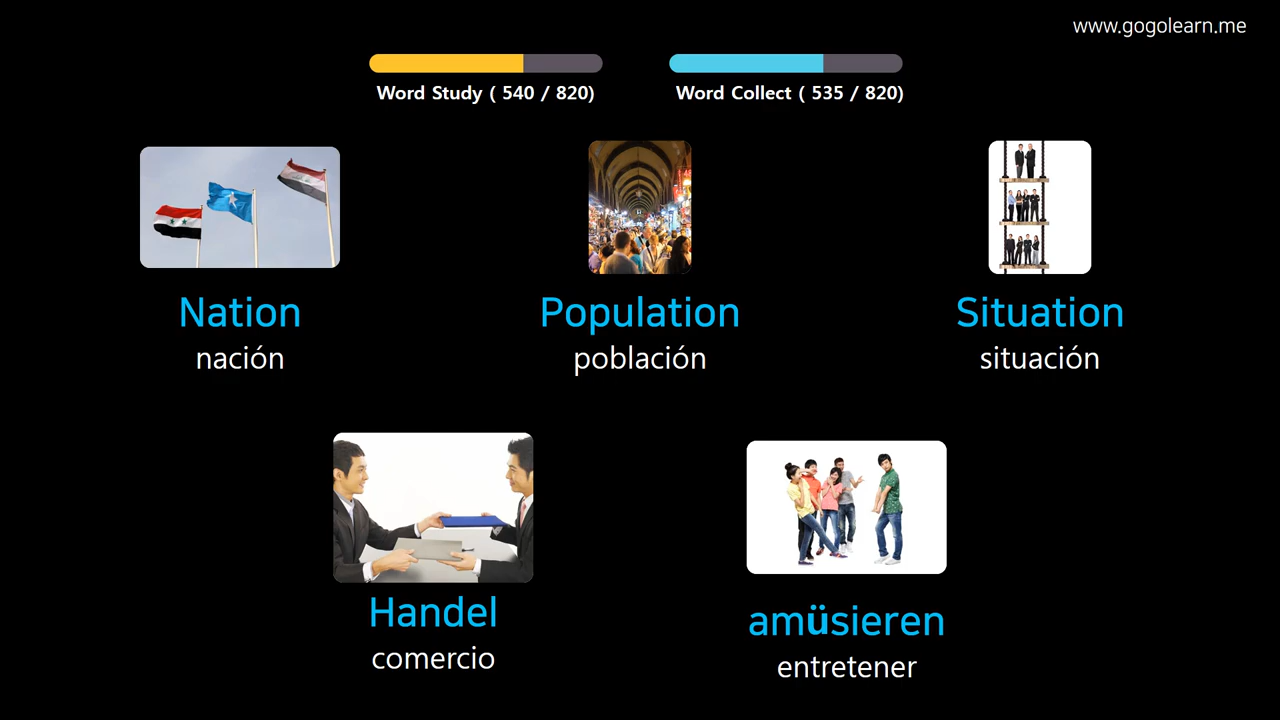 www.gogolearn.me
Word Study ( 540 / 820)
Word Collect ( 535 / 820)
Nation
nación
Population
población
Situation
situación
Handel
comercio
amüsieren
entretener